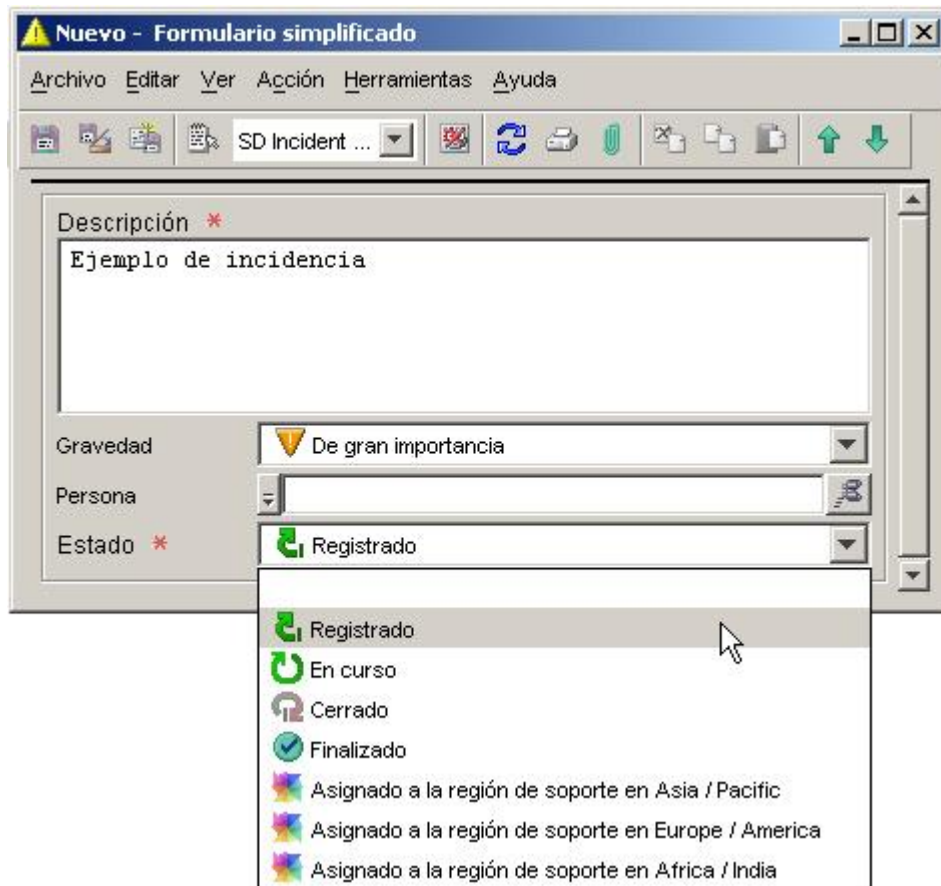 Nuevo - Formulario simplificado
Archivo Editar Ver Acción Herramientas Ayuda
SD Incident ...
Descripción *
Ejemplo de incidencia
Gravedad De gran importancia
Persona
Estado * Registrado
Registrado
En curso
Cerrado
Finalizado
Asignado a la región de soporte en Asia / Pacific
Asignado a la región de soporte en Europe / America
Asignado a la región de soporte en Africa / India